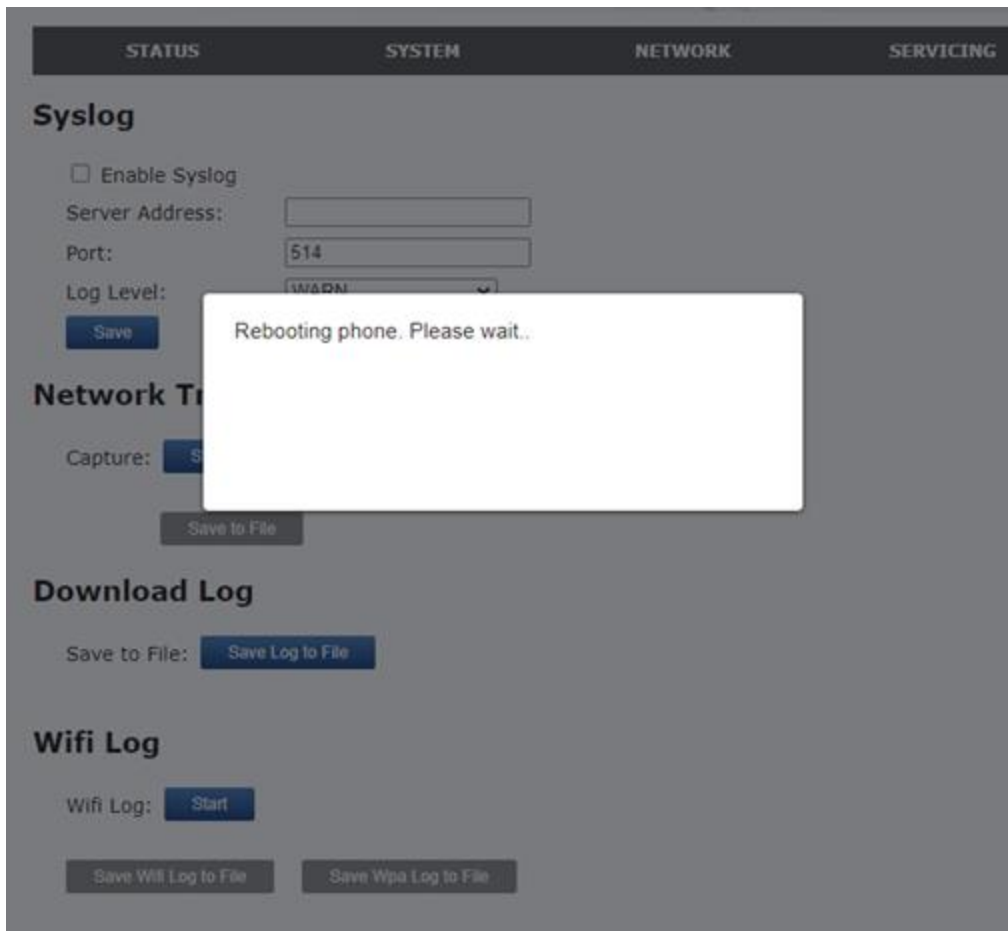 STATUS SYSTEM NETWORK SERVICING
Syslog
Enable Syslog
Server Address:
Port: 514
Log Level: WARN
Save
Rebooting phone. Please wait..
Network Tr
Capture: S
Save to File
Download Log
Save to File: Save Log to File
Wifi Log
Wifi Log: Start
Save Wifi Log to File Save Wpa Log to File